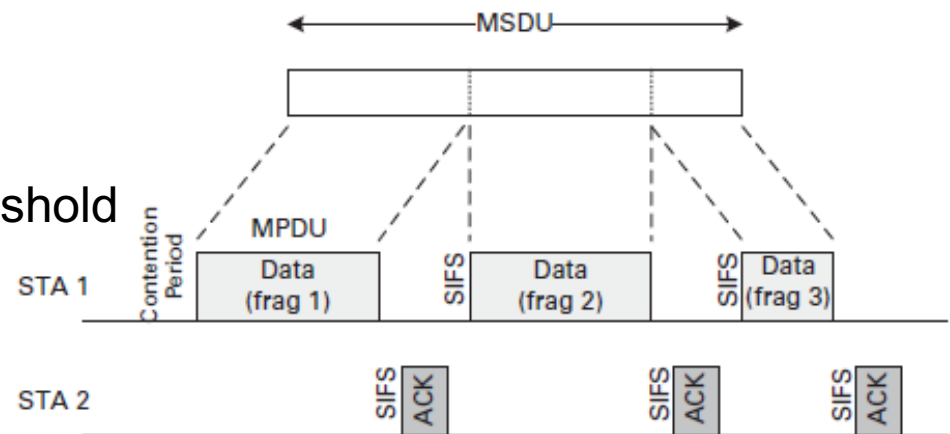 MSDU
shold
MPDU
Contention
Period
STA 1
Data
(frag 1)
SIFS
Data
(frag 2)
SIFS
Data
(frag 3)
STA 2
SIFS
ACK
SIFS
ACK
SIFS
ACK